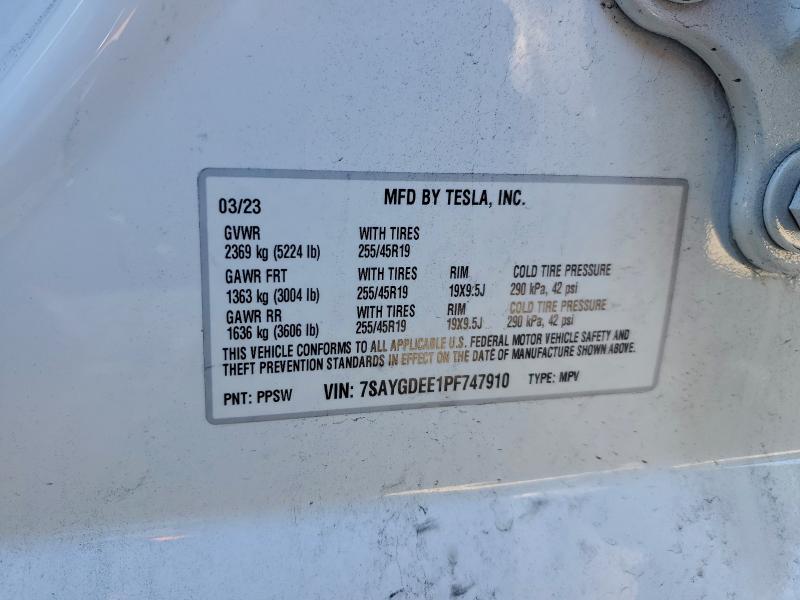 03/23 MFD BY TESLA, INC.
GVWR WITH TIRES
2369 kg (5224 lb) 255/45R19
GAWR FRT WITH TIRES RIM COLD TIRE PRESSURE
1363 kg (3004 lb) 255/45R19 19X9.5J 290 kPa, 42 psi
GAWR RR WITH TIRES RIM COLD TIRE PRESSURE
1636 kg (3606 lb) 255/45R19 19X9.5J 290 kPa, 42 psi
THIS VEHICLE CONFORMS TO ALL APPLICABLE U.S. FEDERAL MOTOR VEHICLE SAFETY AND
THEFT PREVENTION STANDARDS IN EFFECT ON THE DATE OF MANUFACTURE SHOWN ABOVE.
PNT: PPSW VIN: 7SAYGDEE1PF747910 TYPE: MPV